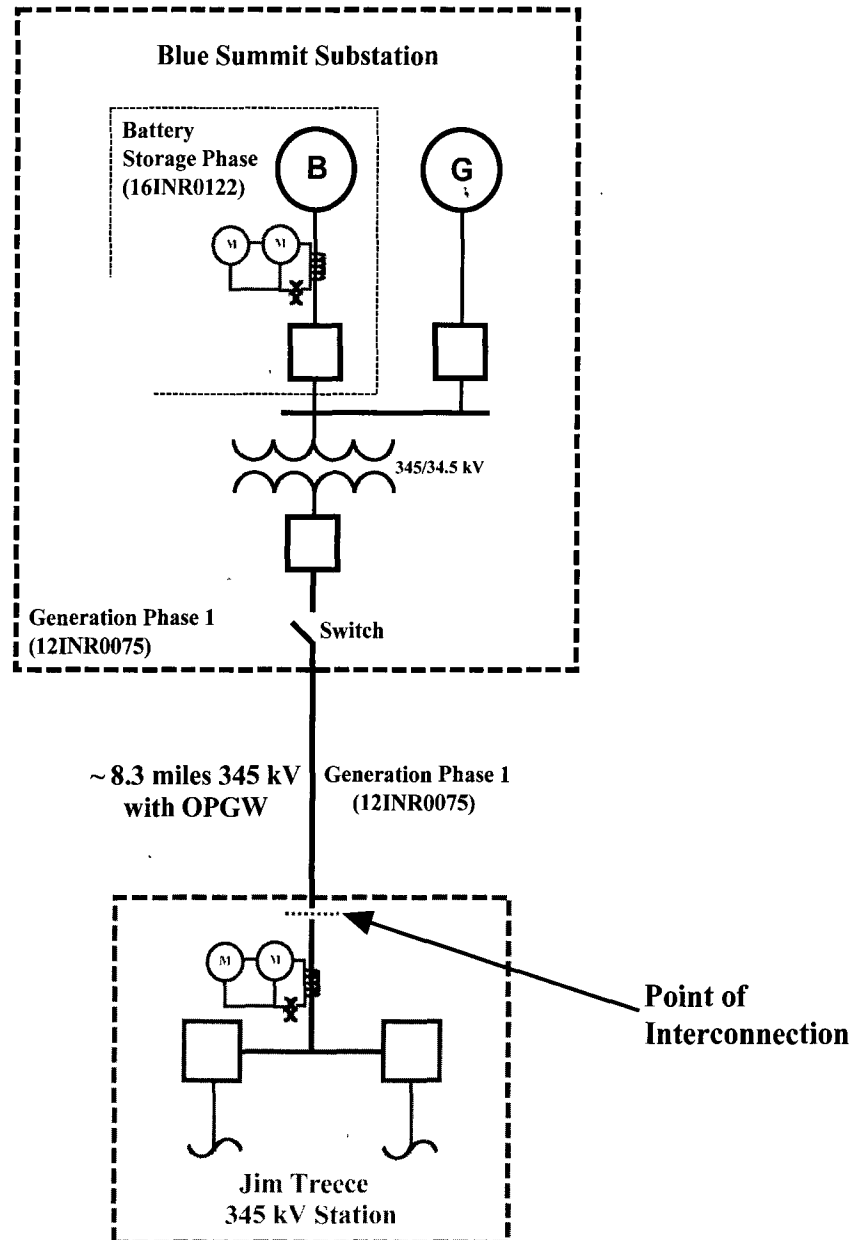 Blue Summit Substation
Battery
Storage Phase
(16INR0122)
B
G
M
M
345/34.5 kV
Generation Phase 1
(12INR0075)
Switch
~ 8.3 miles 345 kV
with OPGW
Generation Phase 1
(12INR0075)
M
M
Point of
Interconnection
Jim Treece
345 kV Station